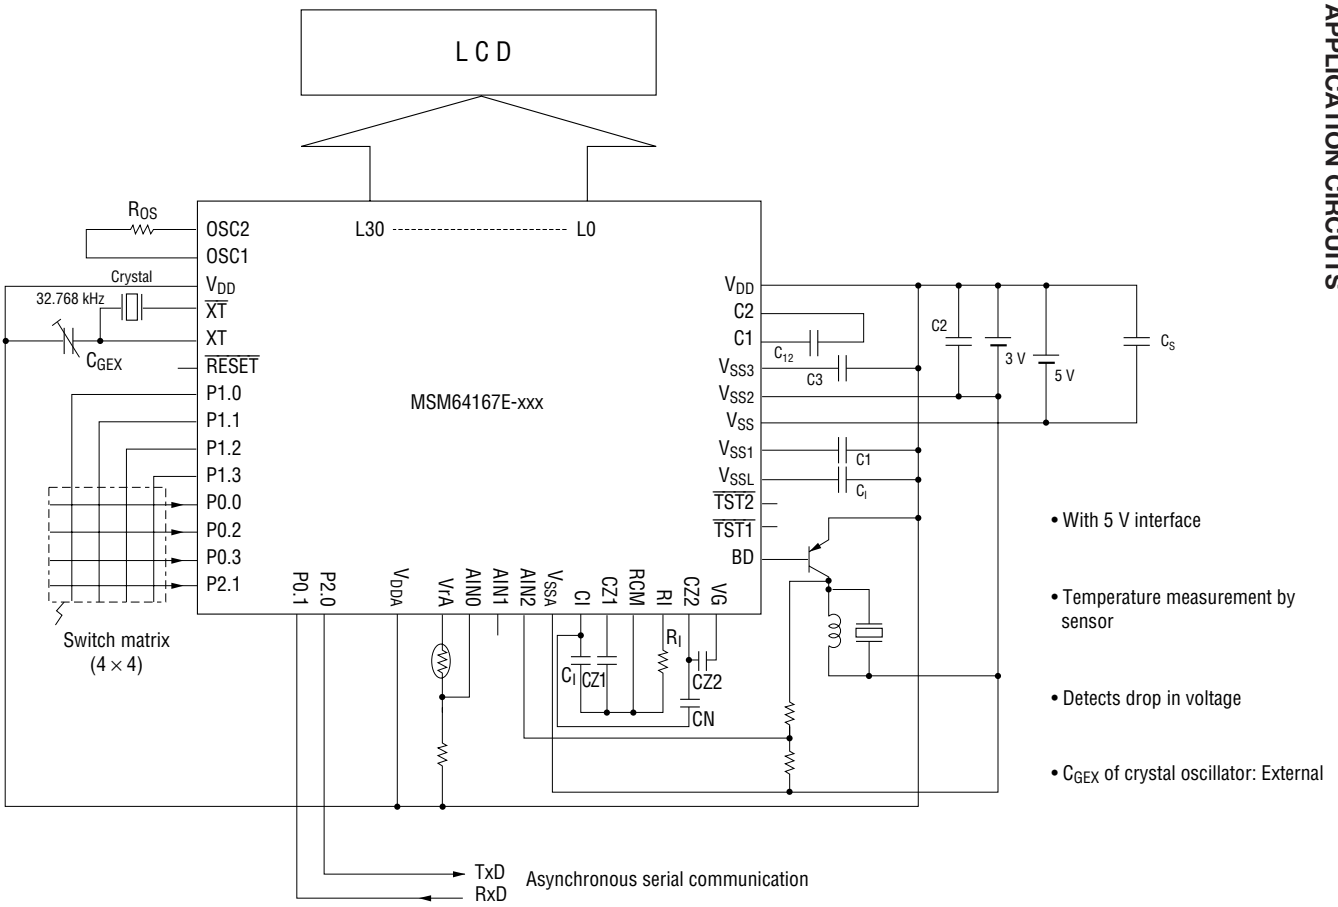 APPLICATION CIRCUITS
L C D
L30 L0
ROS
OSC2
OSC1
Crystal
VDD
32.768 kHz
XT
XT
CGEX
RESET
P1.0
P1.1
P1.2
P1.3
P0.0
P0.2
P0.3
P2.1
Switch matrix
(4 × 4)
MSM64167E-xxx
VDD
C2
C1
C12
VSS3
C3
VSS2
VSS
VSS1
C1
VSSL
Cl
TST2
TST1
BD
C2
3 V
5 V
CS
P0.1
P2.0
VDDA
VrA
AIN0
AIN1
AIN2
VSSA
CI
CZ1
RCM
RI
CZ2
VG
CI
CZ1
RI
CZ2
CN
• With 5 V interface
• Temperature measurement by
sensor
• Detects drop in voltage
• CGEX of crystal oscillator: External
TxD
RxD
Asynchronous serial communication